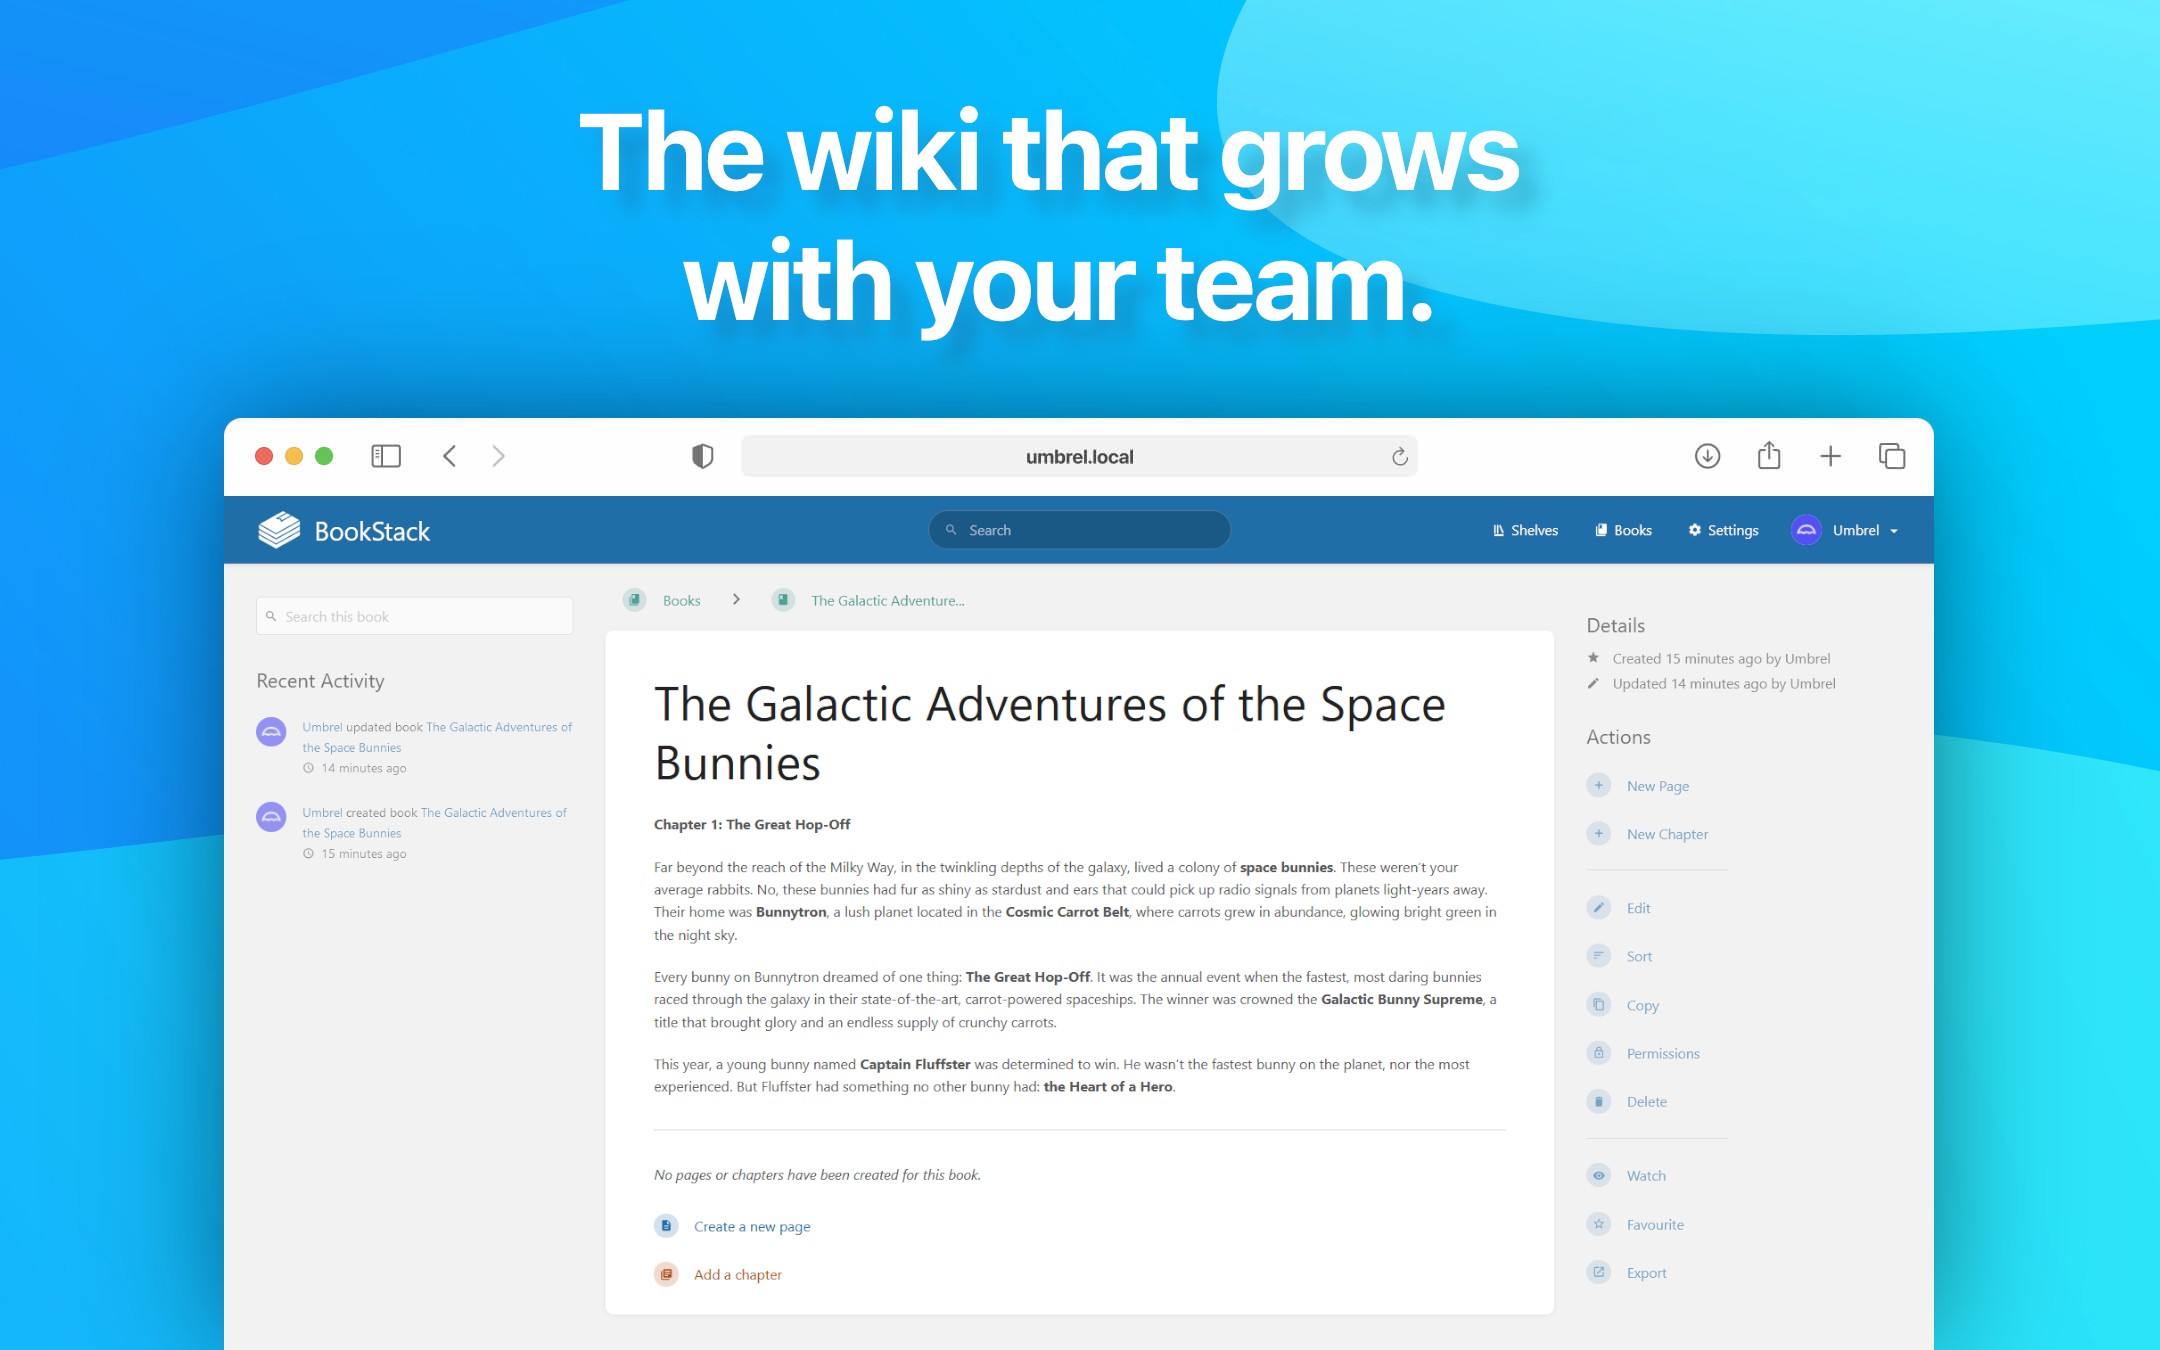 The wiki that grows
with your team.
umbrel.local
BookStack
Search
Shelves
Books
Settings
Umbrel
Search this book
Recent Activity
Umbrel updated book The Galactic Adventures of
the Space Bunnies
14 minutes ago
Umbrel created book The Galactic Adventures of
the Space Bunnies
15 minutes ago
Books
The Galactic Adventure...
The Galactic Adventures of the Space
Bunnies
Chapter 1: The Great Hop-Off
Far beyond the reach of the Milky Way, in the twinkling depths of the galaxy, lived a colony of space bunnies. These weren't your
average rabbits. No, these bunnies had fur as shiny as stardust and ears that could pick up radio signals from planets light-years away.
Their home was Bunnytron, a lush planet located in the Cosmic Carrot Belt, where carrots grew in abundance, glowing bright green in
the night sky.
Every bunny on Bunnytron dreamed of one thing: The Great Hop-Off. It was the annual event when the fastest, most daring bunnies
raced through the galaxy in their state-of-the-art, carrot-powered spaceships. The winner was crowned the Galactic Bunny Supreme, a
title that brought glory and an endless supply of crunchy carrots.
This year, a young bunny named Captain Fluffster was determined to win. He wasn't the fastest bunny on the planet, nor the most
experienced. But Fluffster had something no other bunny had: the Heart of a Hero.
No pages or chapters have been created for this book.
Create a new page
Add a chapter
Details
Created 15 minutes ago by Umbrel
Updated 14 minutes ago by Umbrel
Actions
New Page
New Chapter
Edit
Sort
Copy
Permissions
Delete
Watch
Favourite
Export